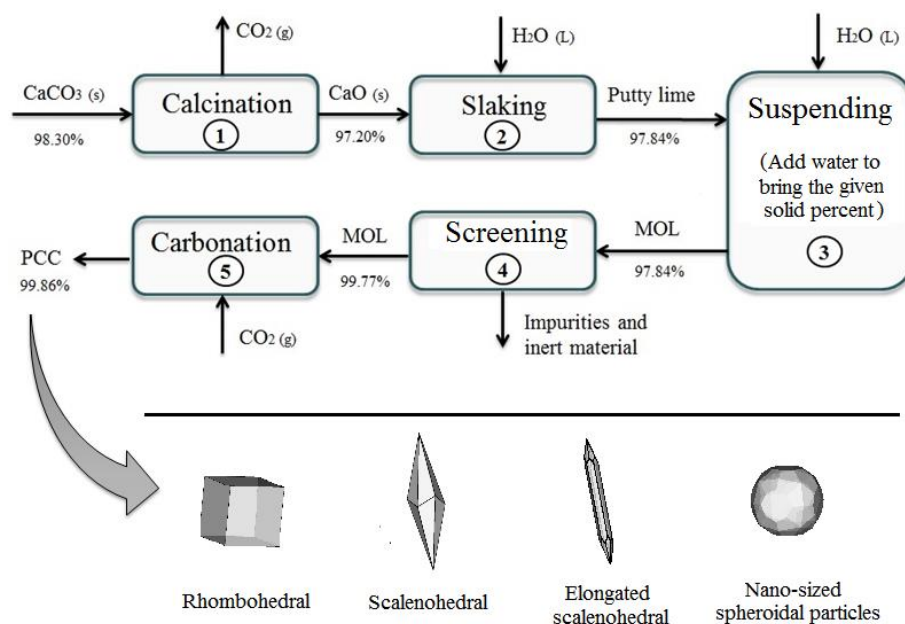 CO2 (g)
H2O (L)
H2O (L)
CaCO3 (s)
98.30%
Calcination
1
CaO (s)
97.20%
Slaking
2
Putty lime
97.84%
Suspending
(Add water to
bring the given
solid percent)
3
MOL
97.84%
Screening
4
Impurities and
inert material
MOL
99.77%
Carbonation
5
CO2 (g)
PCC
99.86%
Rhombohedral
Scalenohedral
Elongated
scalenohedral
Nano-sized
spheroidal particles